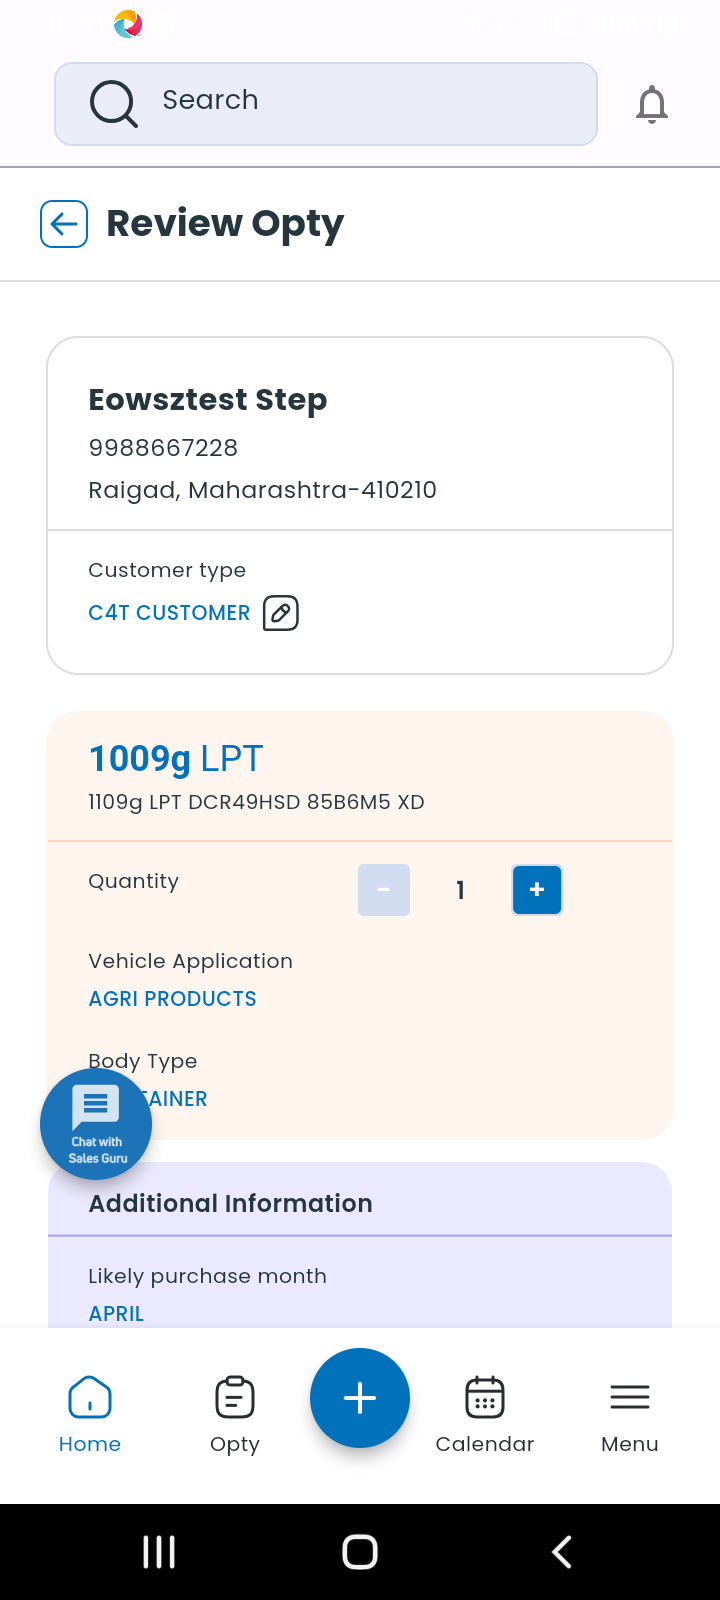 Search
Review Opty
Eowsztest Step
9988667228
Raigad, Maharashtra-410210
Customer type
C4T CUSTOMER
1009g LPT
1109g LPT DCR49HSD 85B6M5 XD
Quantity
1
Vehicle Application
AGRI PRODUCTS
Body Type
Chat with
Sales Guru
Additional Information
Likely purchase month
APRIL
Home
Opty
Calendar
Menu